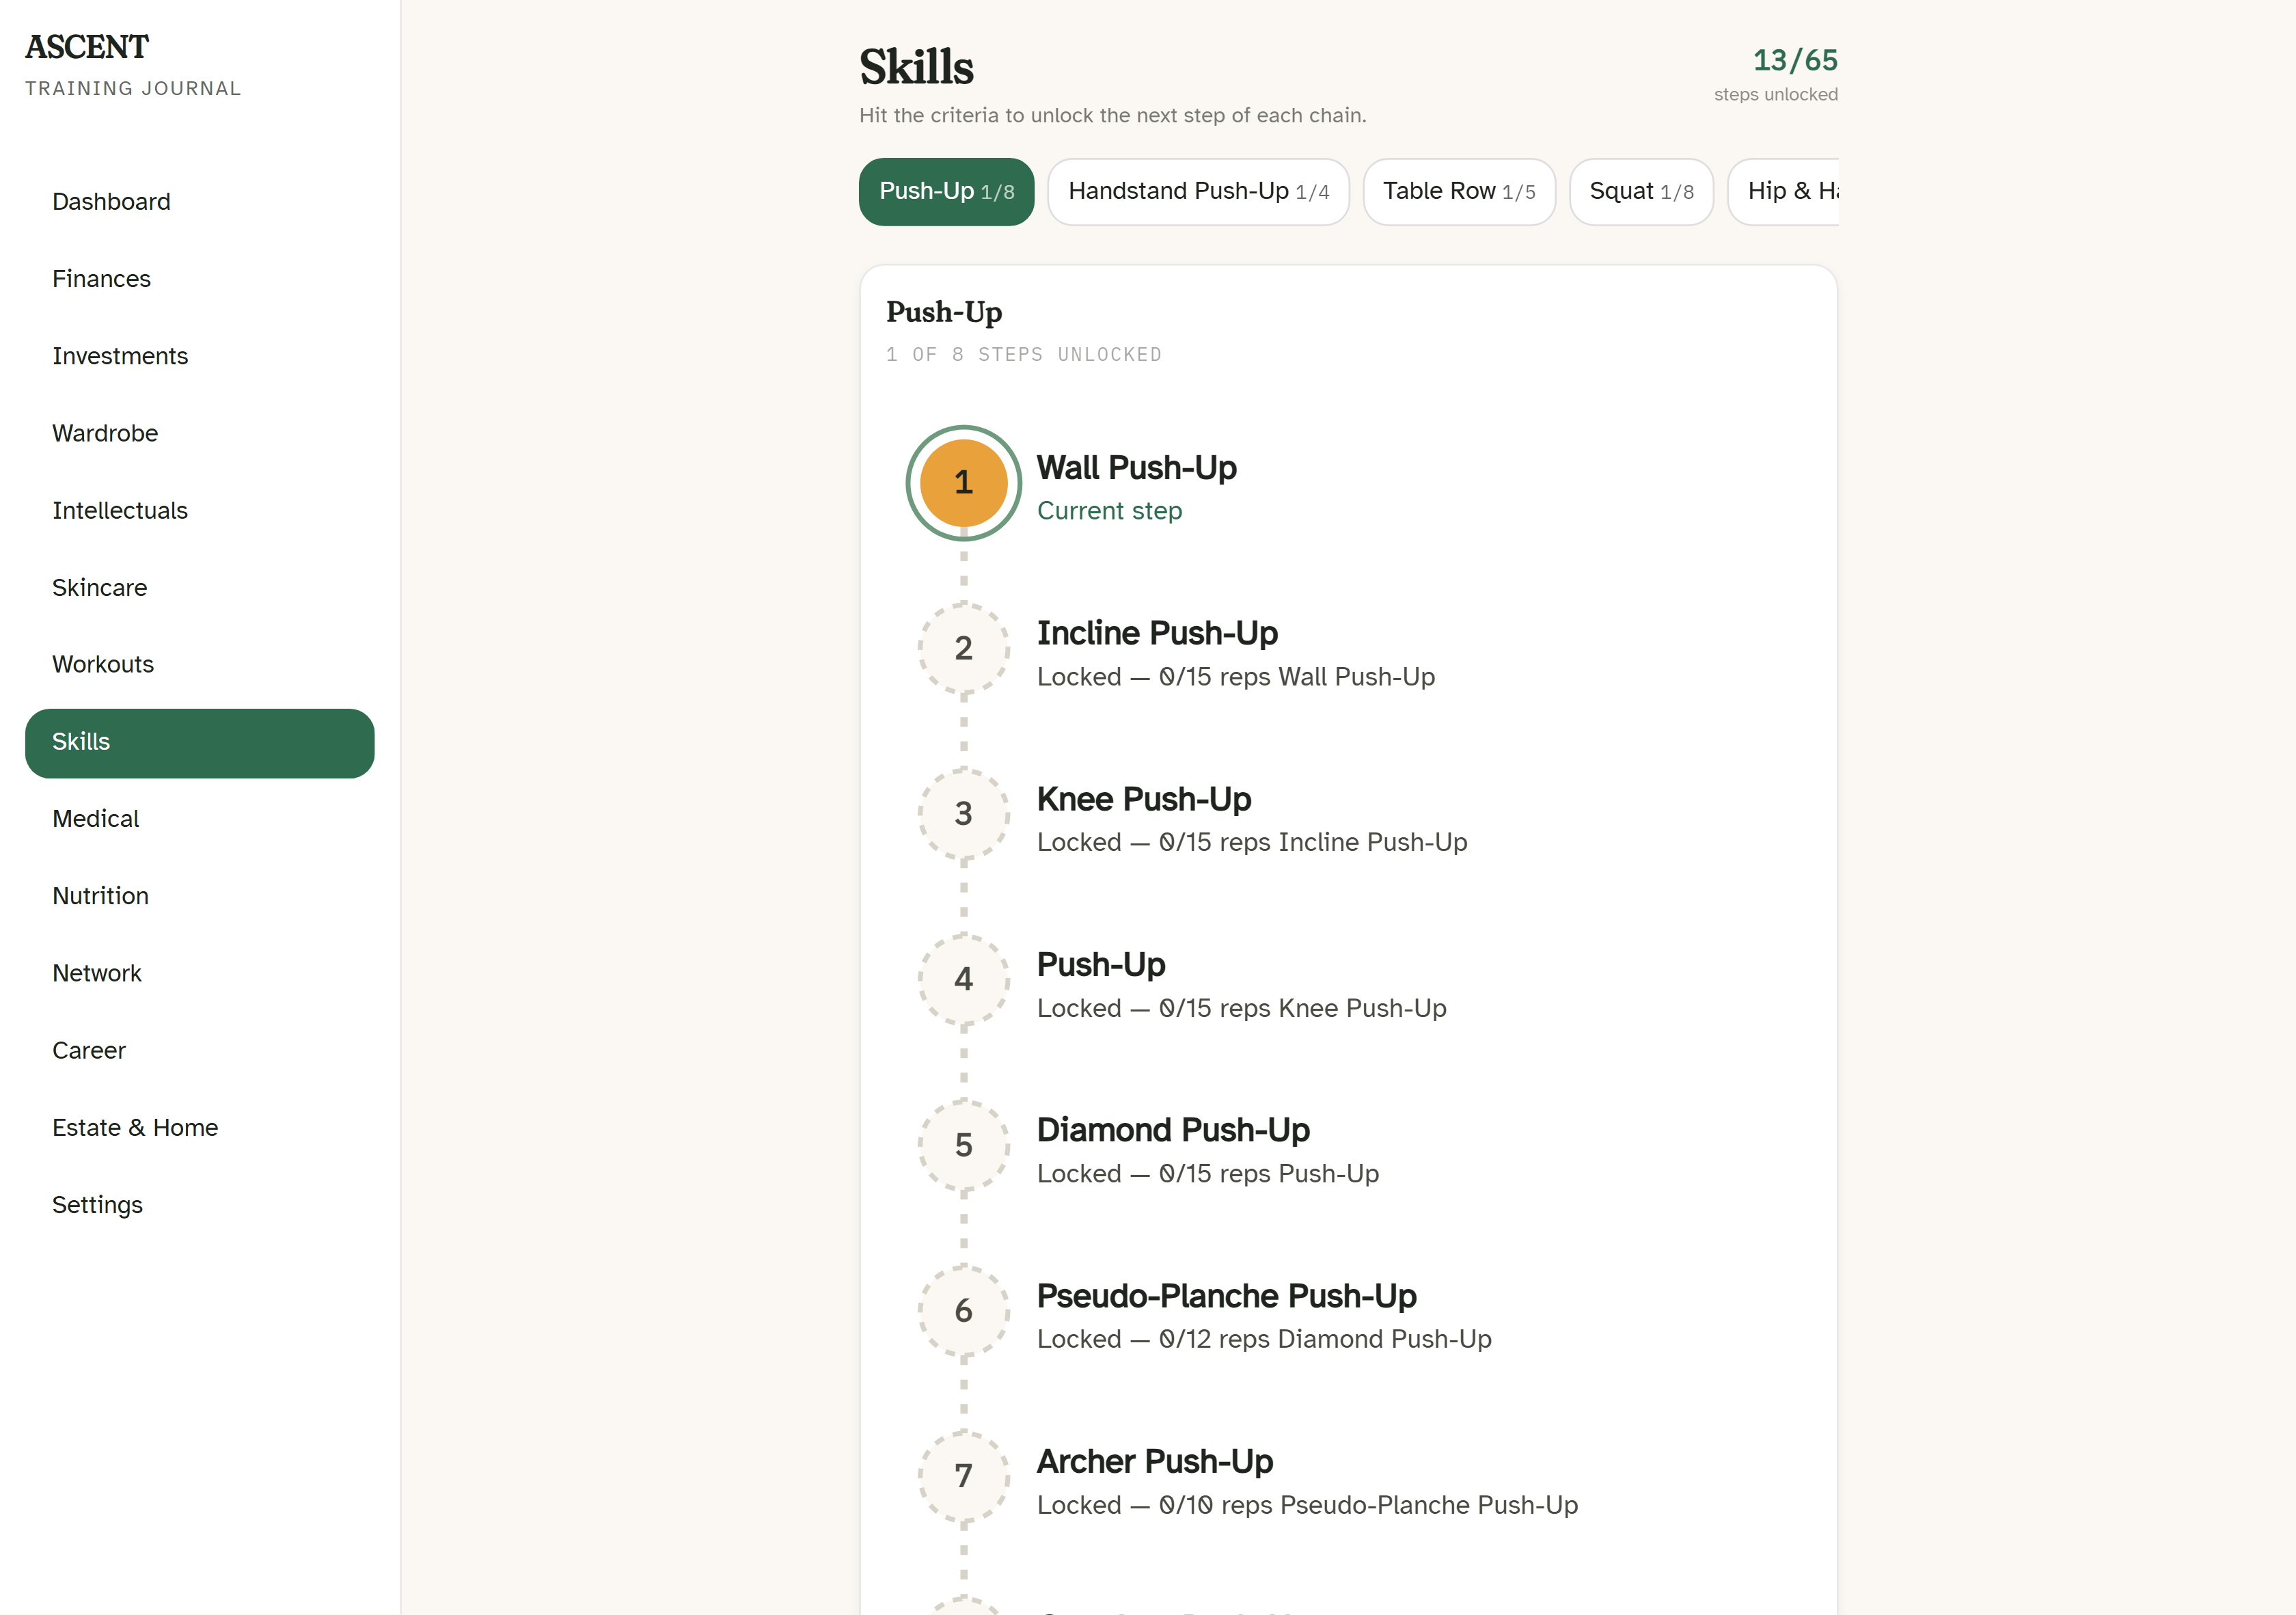 ASCENT
TRAINING JOURNAL
Dashboard
Finances
Investments
Wardrobe
Intellectuals
Skincare
Workouts
Skills
Medical
Nutrition
Network
Career
Estate & Home
Settings
Skills
Hit the criteria to unlock the next step of each chain.
13/65
steps unlocked
Push-Up 1/8
Handstand Push-Up 1/4
Table Row 1/5
Squat 1/8
Hip &
Push-Up
1 OF 8 STEPS UNLOCKED
1
Wall Push-Up
Current step
2
Incline Push-Up
Locked — 0/15 reps Wall Push-Up
3
Knee Push-Up
Locked — 0/15 reps Incline Push-Up
4
Push-Up
Locked — 0/15 reps Knee Push-Up
5
Diamond Push-Up
Locked — 0/15 reps Push-Up
6
Pseudo-Planche Push-Up
Locked — 0/12 reps Diamond Push-Up
7
Archer Push-Up
Locked — 0/10 reps Pseudo-Planche Push-Up